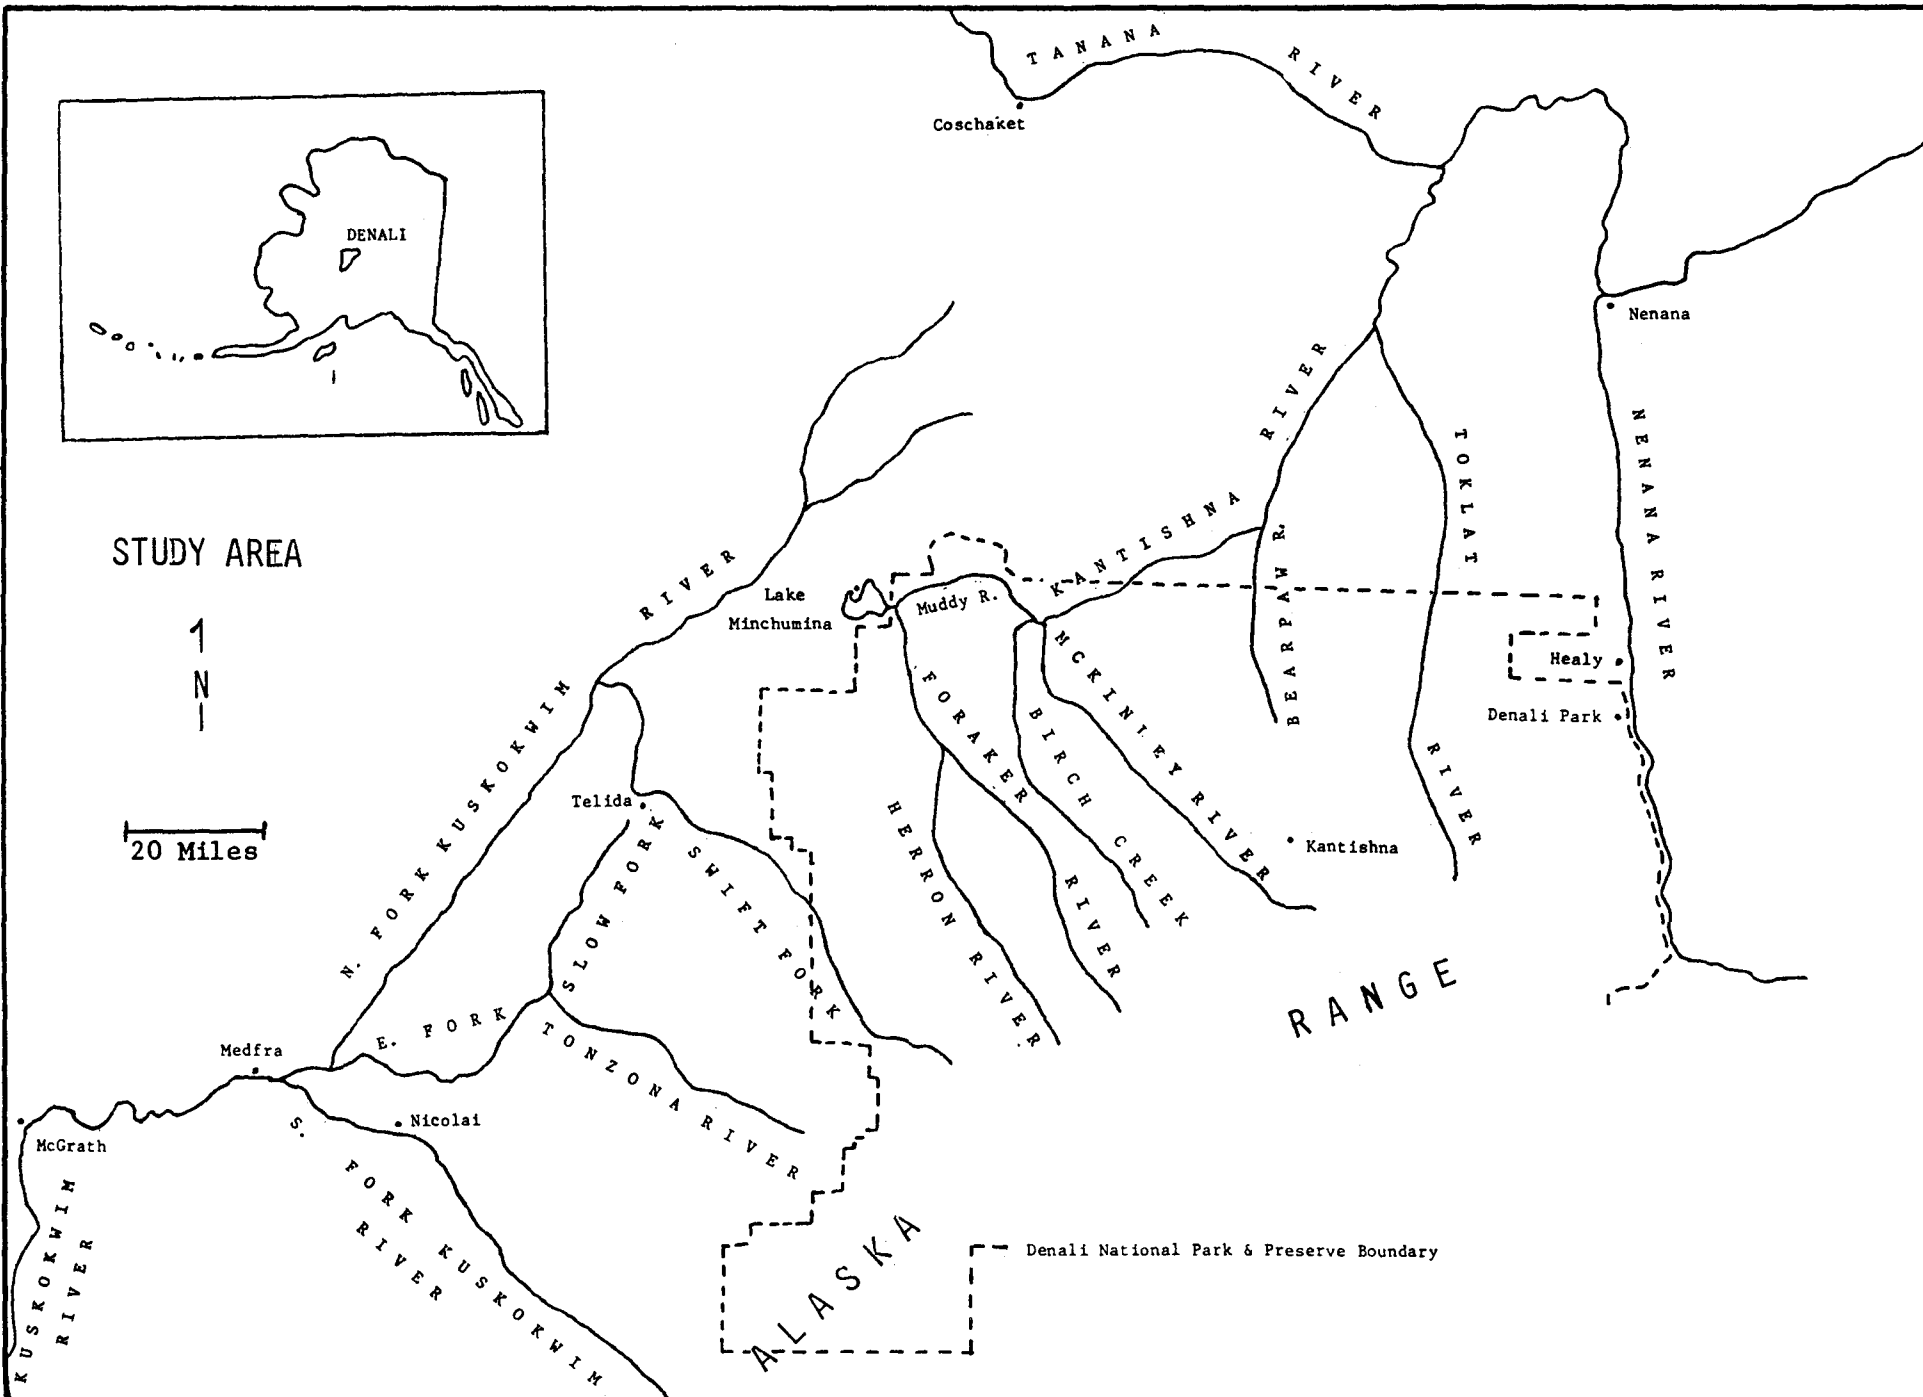 TANANA RIVER
Coschaket
DENALI
Nenana
STUDY AREA
N
20 Miles
N. FORK KUSKOKWIM RIVER
Lake
Minchumina
Muddy R.
KANTISHNA RIVER
BEARPAW R.
TOKLAT RIVER
NENANA RIVER
Healy
Denali Park
MCKINLEY RIVER
BIRCH CREEK
FORAKER RIVER
HERRON RIVER
Kantishna
Telida
SLOW FORK
SWIFT FORK
E. FORK
TONZONA RIVER
Medfra
Nicolai
McGrath
KUSKOKWIM
RIVER
S. FORK KUSKOKWIM
RIVER
ALASKA RANGE
Denali National Park & Preserve Boundary